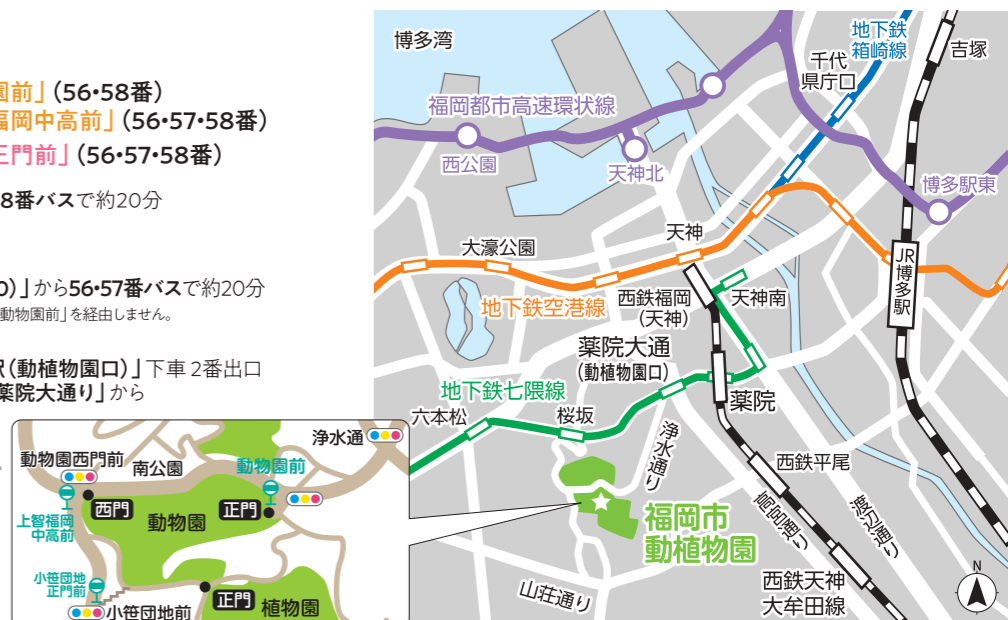 園前」(56・58番)
福岡中高前」(56・57・58番)
正門前」(56・57・58番)
8番バスで約20分
)」から56・57番バスで約20分
動物園前」を経由しません。
駅(動植物園口)」下車 2番出口
薬院大通り」から
博多湾
地下鉄
箱崎線
吉塚
千代
県庁口
福岡都市高速環状線
西公園
天神北
博多駅東
大濠公園
天神
JR
博多駅
地下鉄空港線
西鉄福岡
(天神)
天神南
薬院大通
(動植物園口)
地下鉄七隈線
薬院
六本松
桜坂
浄水通り
西鉄平尾
高宮通り
渡辺通り
福岡市
動植物園
山荘通り
西鉄天神
大牟田線
N
浄水通
動物園西門前
南公園
動物園前
西門
動物園
正門
上智福岡
中高前
小笹団地
正門前
小笹団地前
正門
植物園